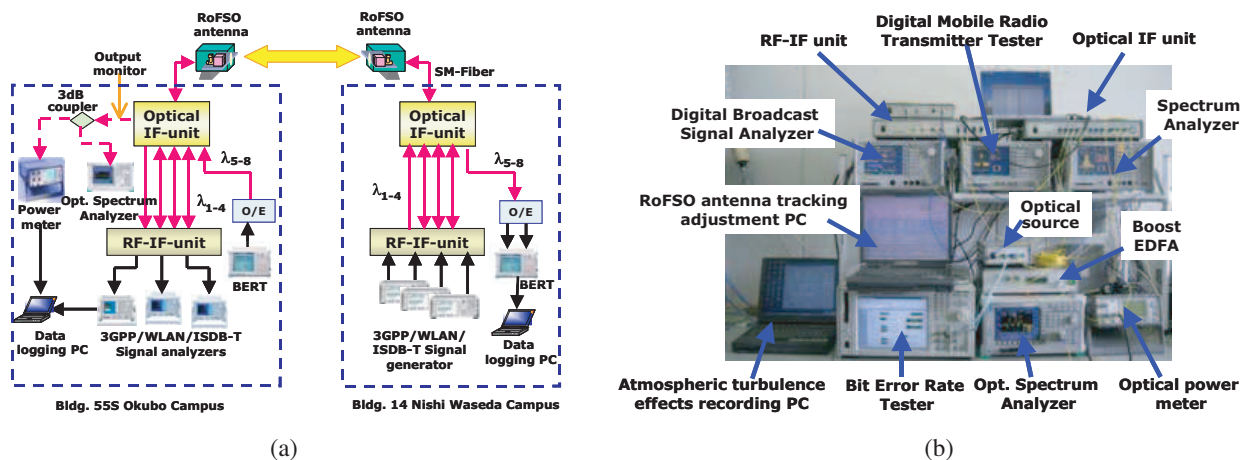 RoFSO
antenna
RoFSO
antenna
Output
monitor
SM-Fiber
3dB
coupler
Optical
IF-unit
Optical
IF-unit
λ5-8
λ5-8
λ1-4
λ1-4
Power
meter
Opt. Spectrum
Analyzer
O/E
O/E
RF-IF-unit
RF-IF-unit
BERT
BERT
Data
logging PC
3GPP/WLAN/ISDB-T
Signal analyzers
3GPP/WLAN/
ISDB-T Signal
generator
Data
logging PC
Bldg. 55S Okubo Campus
Bldg. 14 Nishi Waseda Campus
(a)
RF-IF unit
Digital Mobile Radio
Transmitter Tester
Optical IF unit
Digital Broadcast
Signal Analyzer
Spectrum
Analyzer
RoFSO antenna tracking
adjustment PC
Optical
source
Boost
EDFA
Atmospheric turbulence
effects recording PC
Bit Error Rate
Tester
Opt. Spectrum
Analyzer
Optical power
meter
(b)